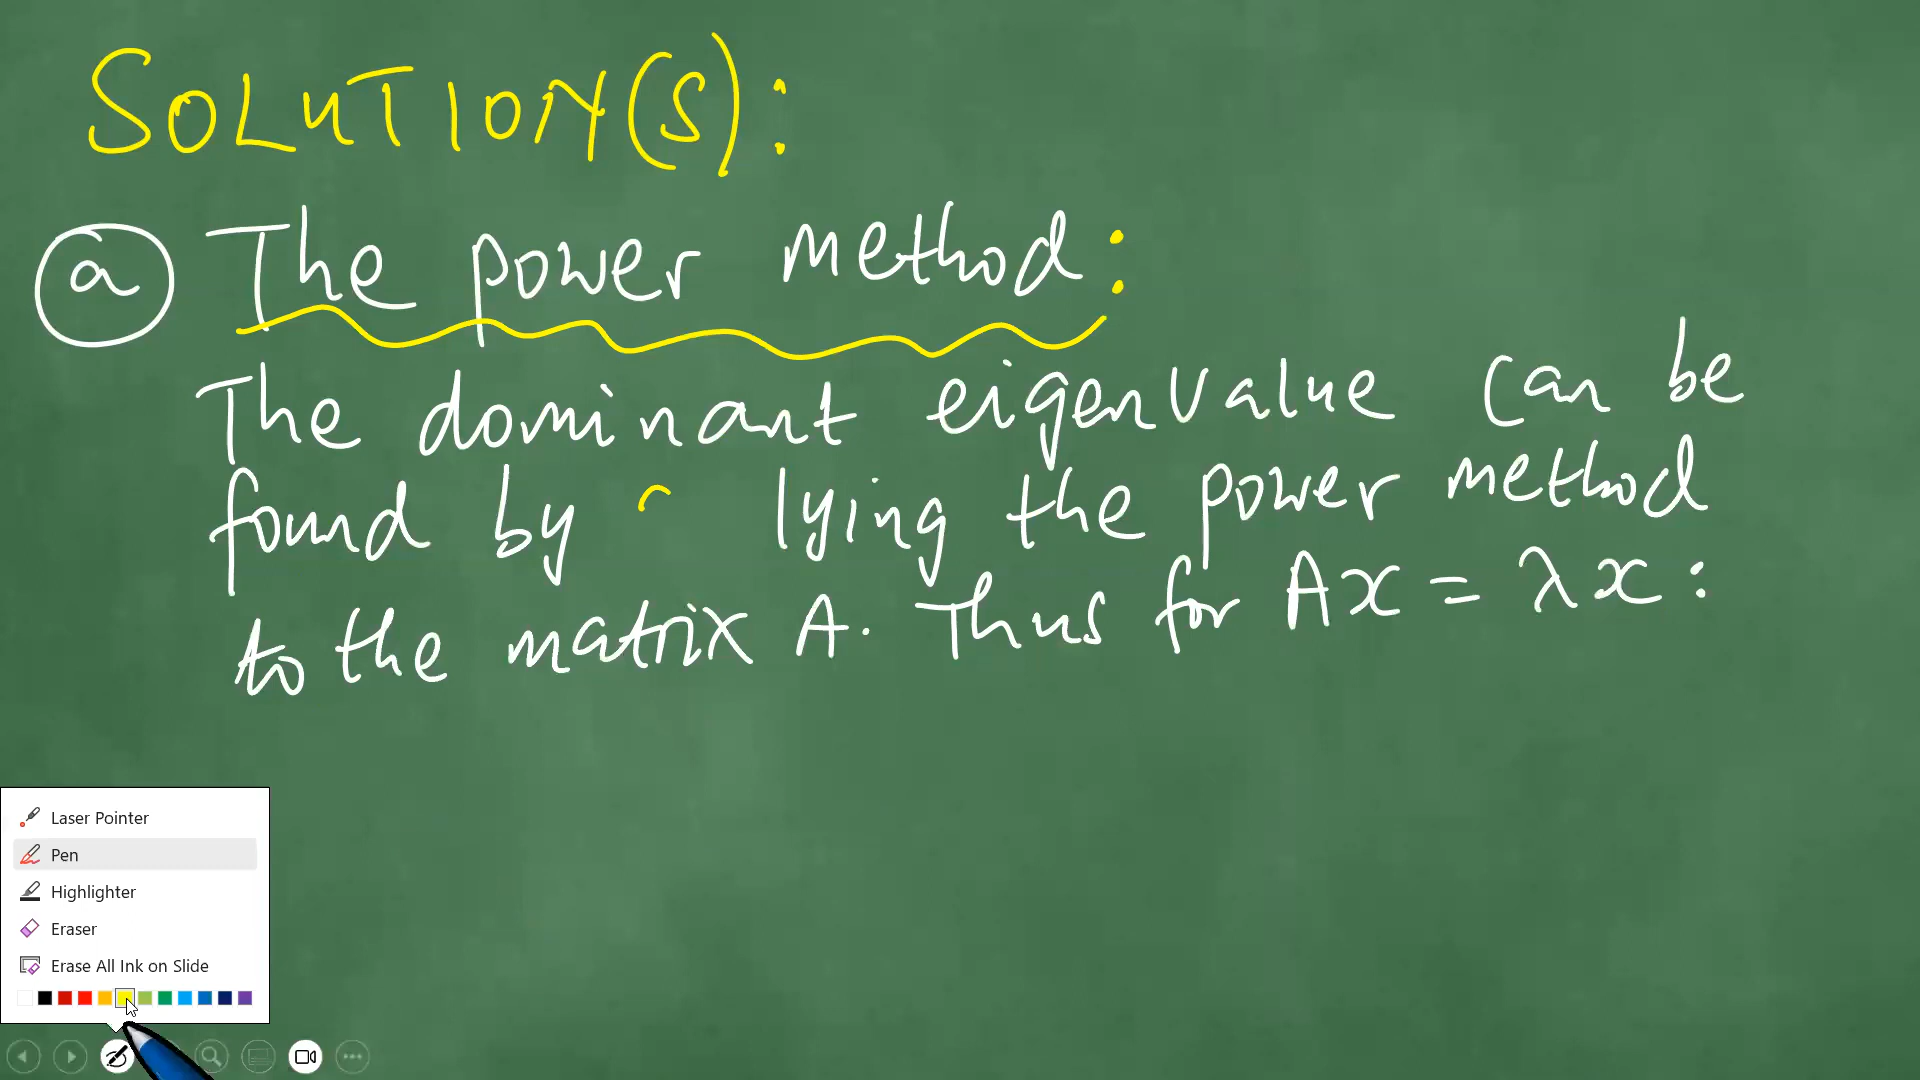 SOLUTION(S):
a The power method:
The dominant eigenvalue can be
found by lying the power method
to the matrix A. Thus for Ax = λx:
Laser Pointer
Pen
Highlighter
Eraser
Erase All Ink on Slide